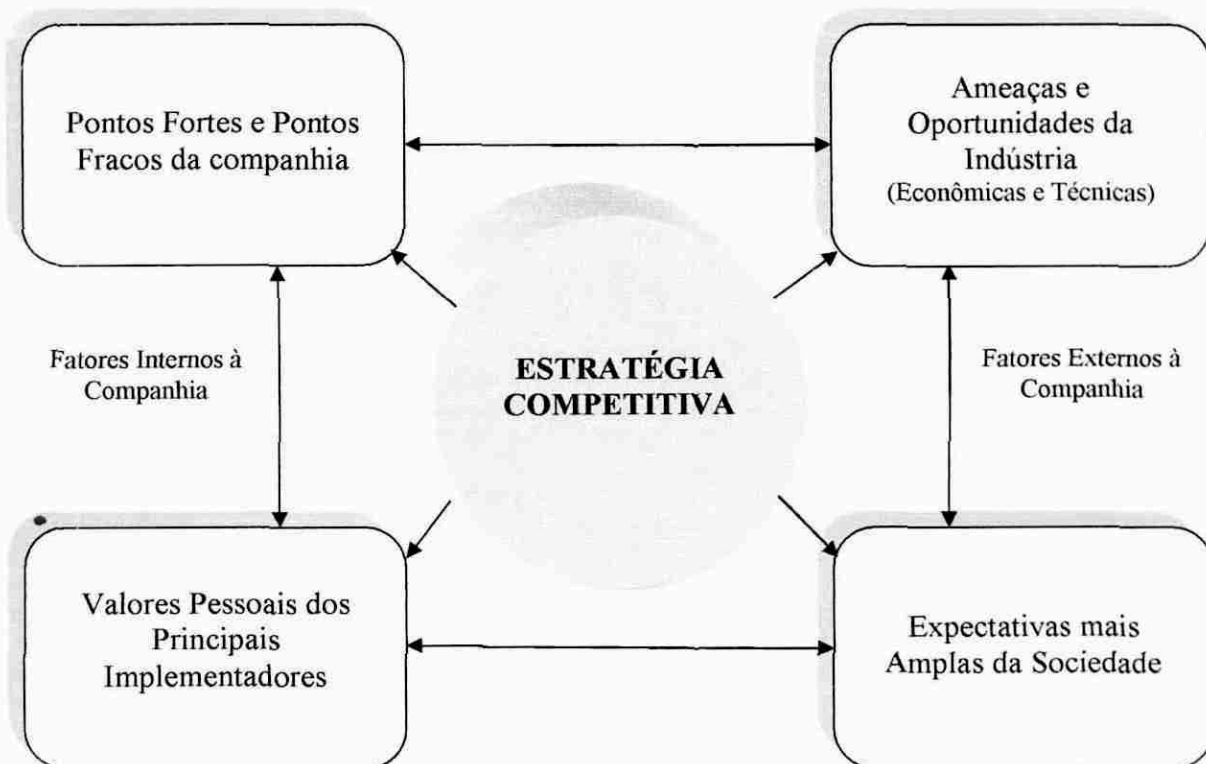 Pontos Fortes e Pontos
Fracos da companhia
Ameaças e
Oportunidades da
Indústria
(Econômicas e Técnicas)
Fatores Internos à
Companhia
ESTRATÉGIA
COMPETITIVA
Fatores Externos à
Companhia
Valores Pessoais dos
Principais
Implementadores
Expectativas mais
Amplas da Sociedade